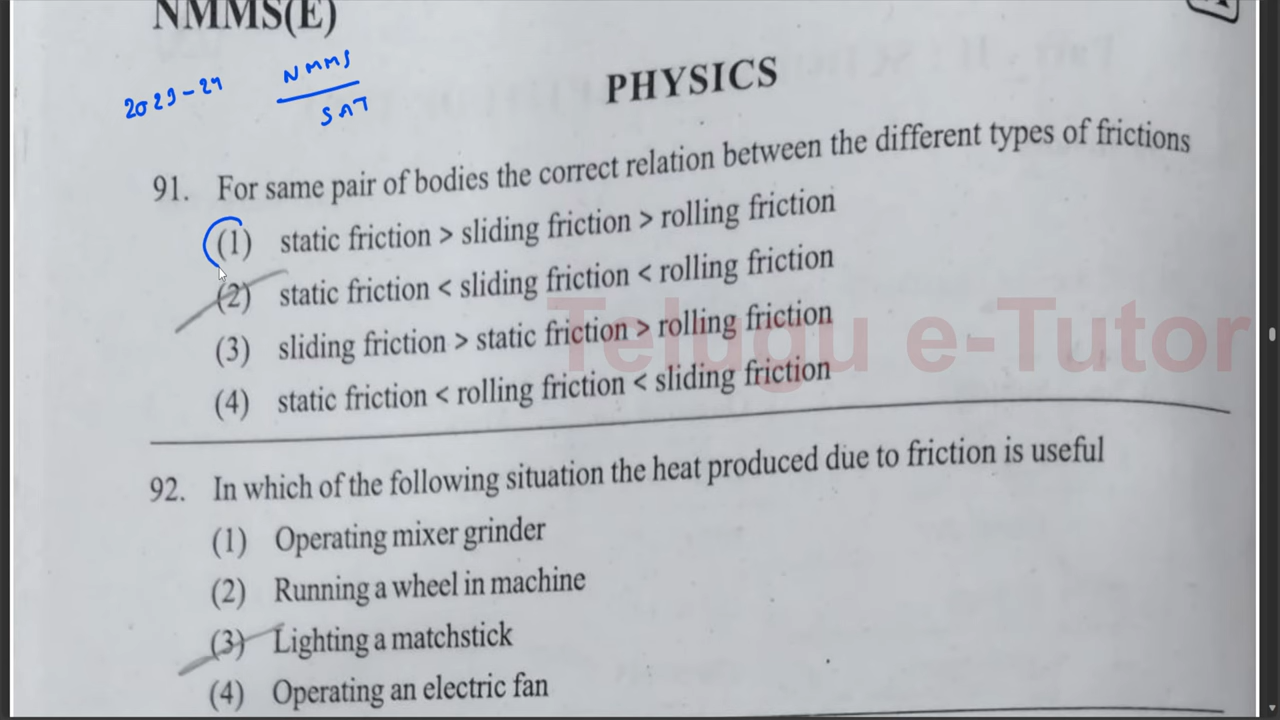 NMMS(E)
2023-24 NMMS
SAT
PHYSICS
91. For same pair of bodies the correct relation between the different types of frictions
(1) static friction > sliding friction > rolling friction
(2) static friction < sliding friction < rolling friction
(3) sliding friction > static friction > rolling friction
(4) static friction < rolling friction < sliding friction
Telugu e-Tutor
92. In which of the following situation the heat produced due to friction is useful
(1) Operating mixer grinder
(2) Running a wheel in machine
(3) Lighting a matchstick
(4) Operating an electric fan